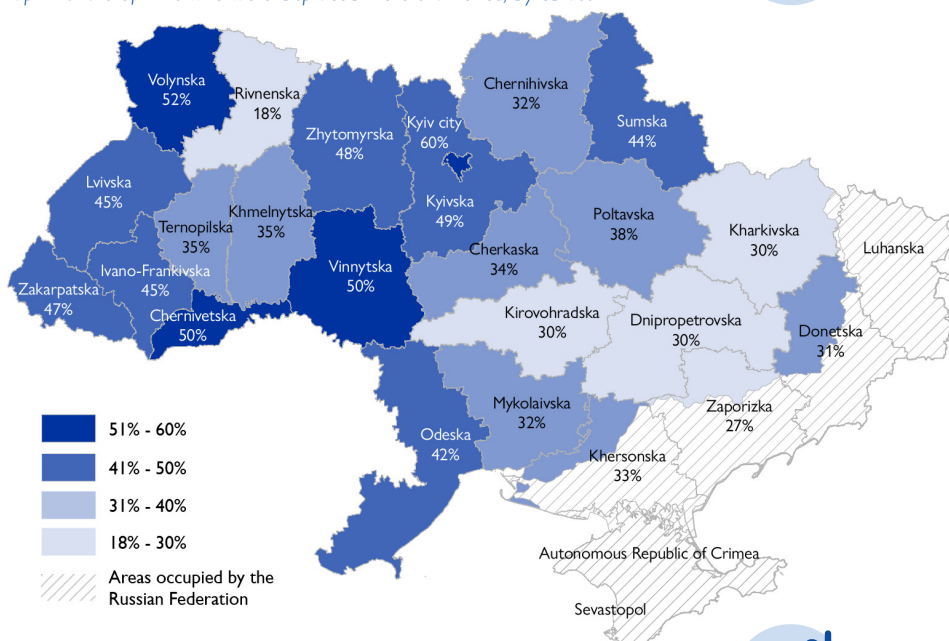 Volynska
52%
Rivnenska
18%
Zhytomyrska
48%
Kyiv city
60%
Chernihivska
32%
Sumska
44%
Lvivska
45%
Ternopilska
35%
Khmelnytska
35%
Kyivska
49%
Cherkaska
34%
Poltavska
38%
Kharkivska
30%
Luhanska
Zakarpatska
47%
Ivano-Frankivska
45%
Chernivetska
50%
Vinnytska
50%
Kirovohradska
30%
Dnipropetrovska
30%
Donetska
31%
Odeska
42%
Mykolaivska
32%
Khersonska
33%
Zaporizka
27%
Autonomous Republic of Crimea
Sevastopol
51% - 60%
41% - 50%
31% - 40%
18% - 30%
Areas occupied by the
Russian Federation